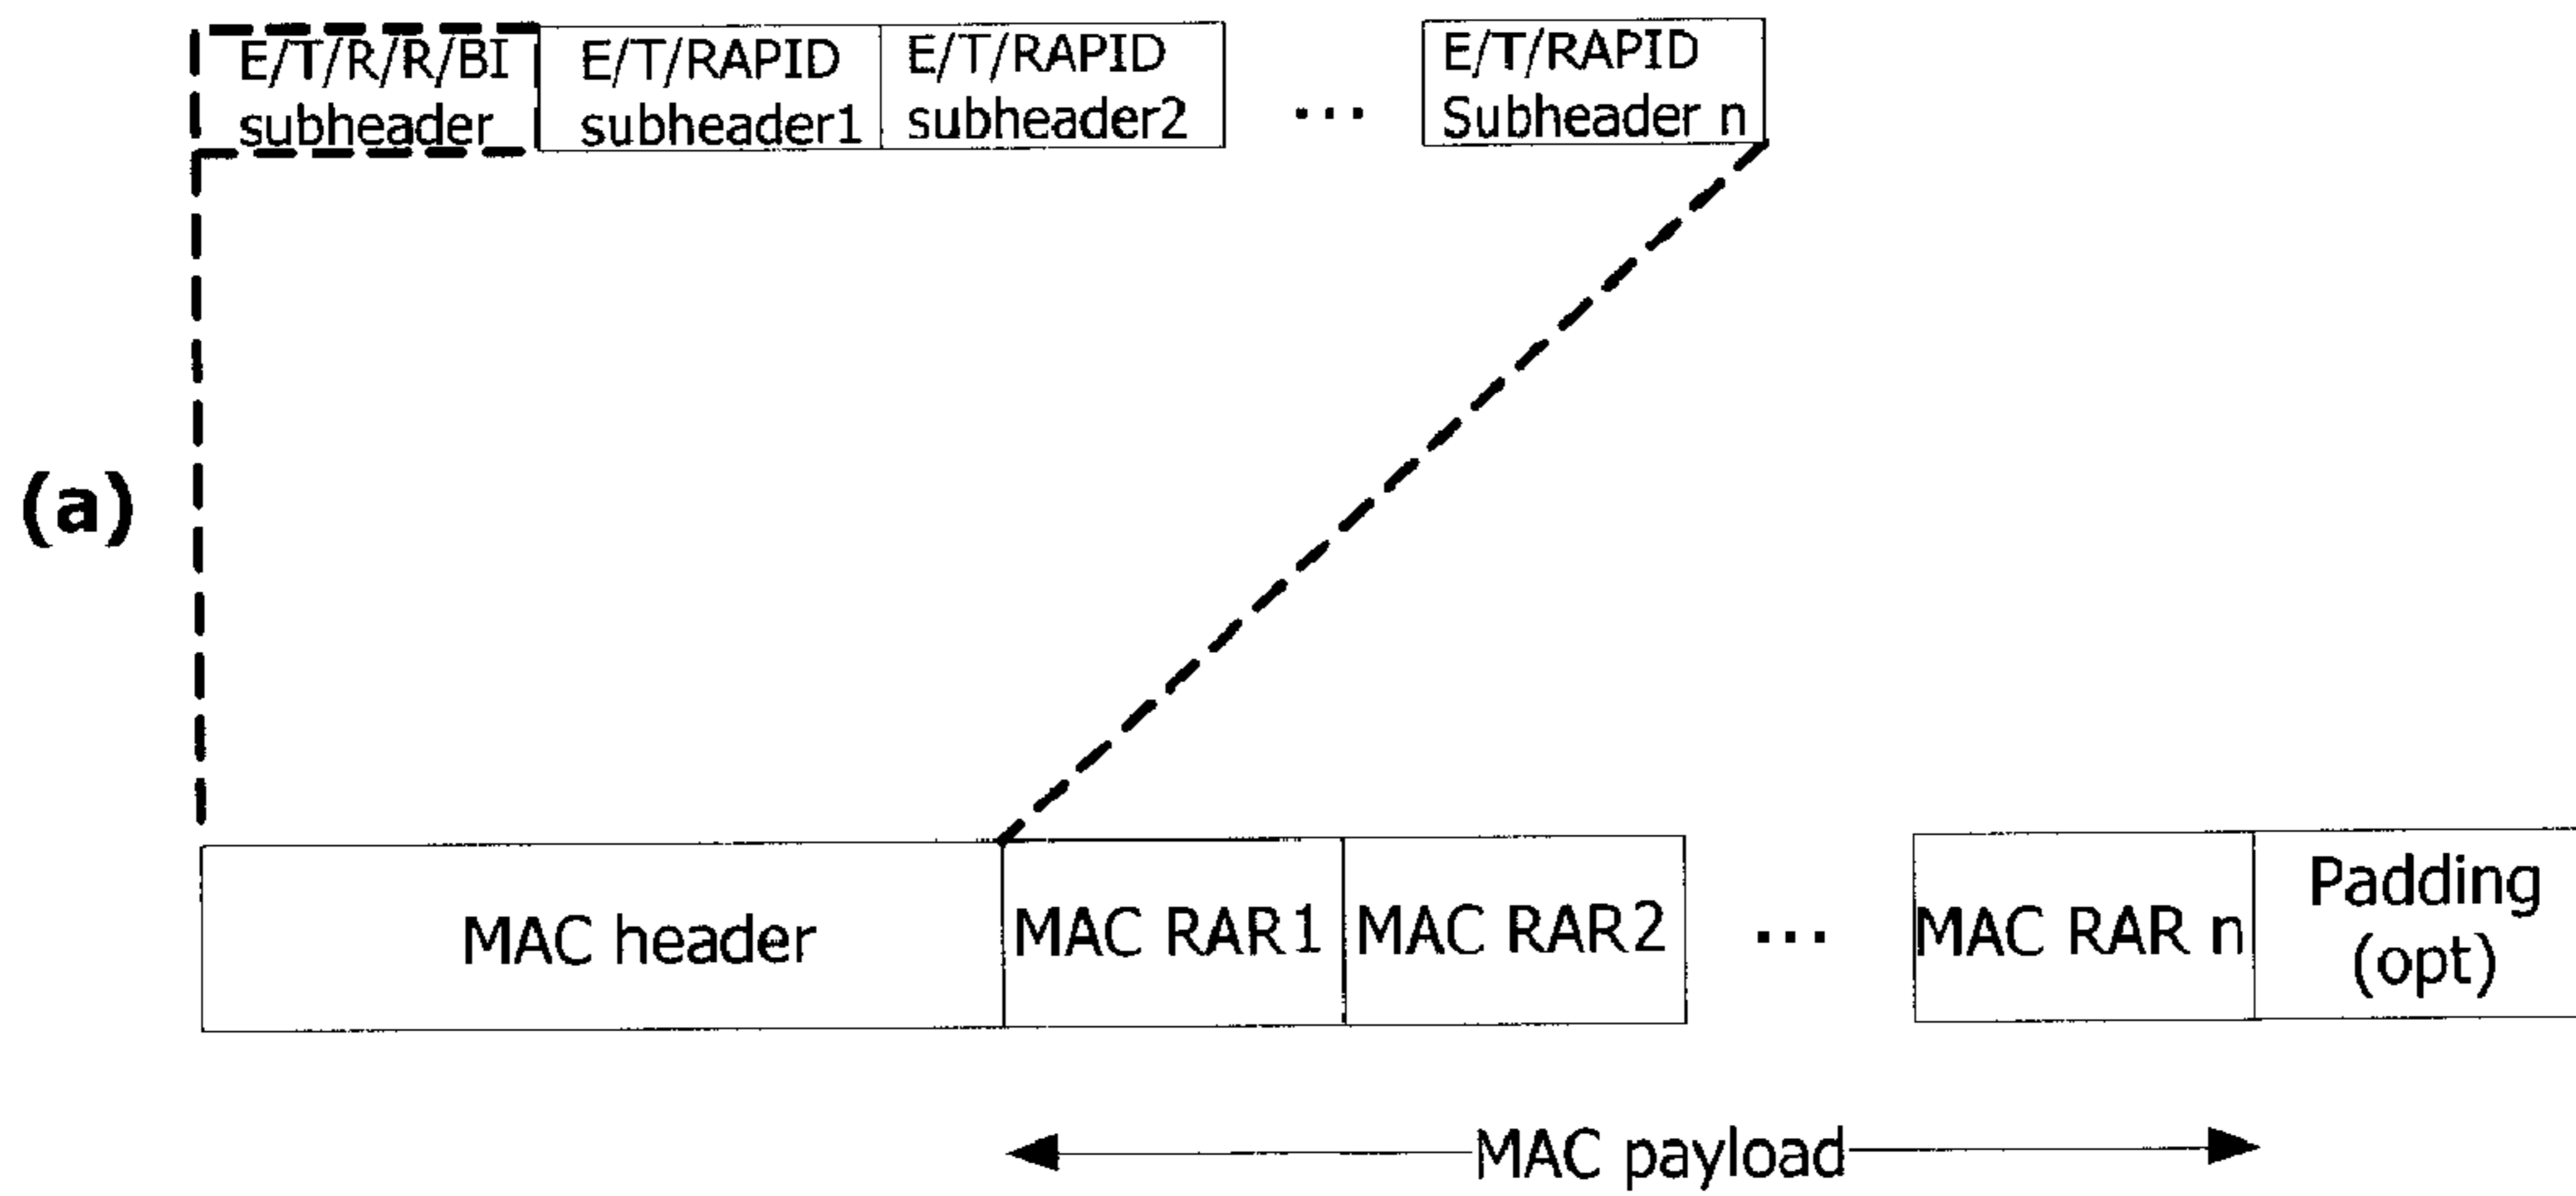 E/T/R/R/BI
subheader
E/T/RAPID
subheader1
E/T/RAPID
subheader2
...
E/T/RAPID
Subheader n
(a)
MAC header
MAC RAR1
MAC RAR2
...
MAC RAR n
Padding
(opt)
MAC payload